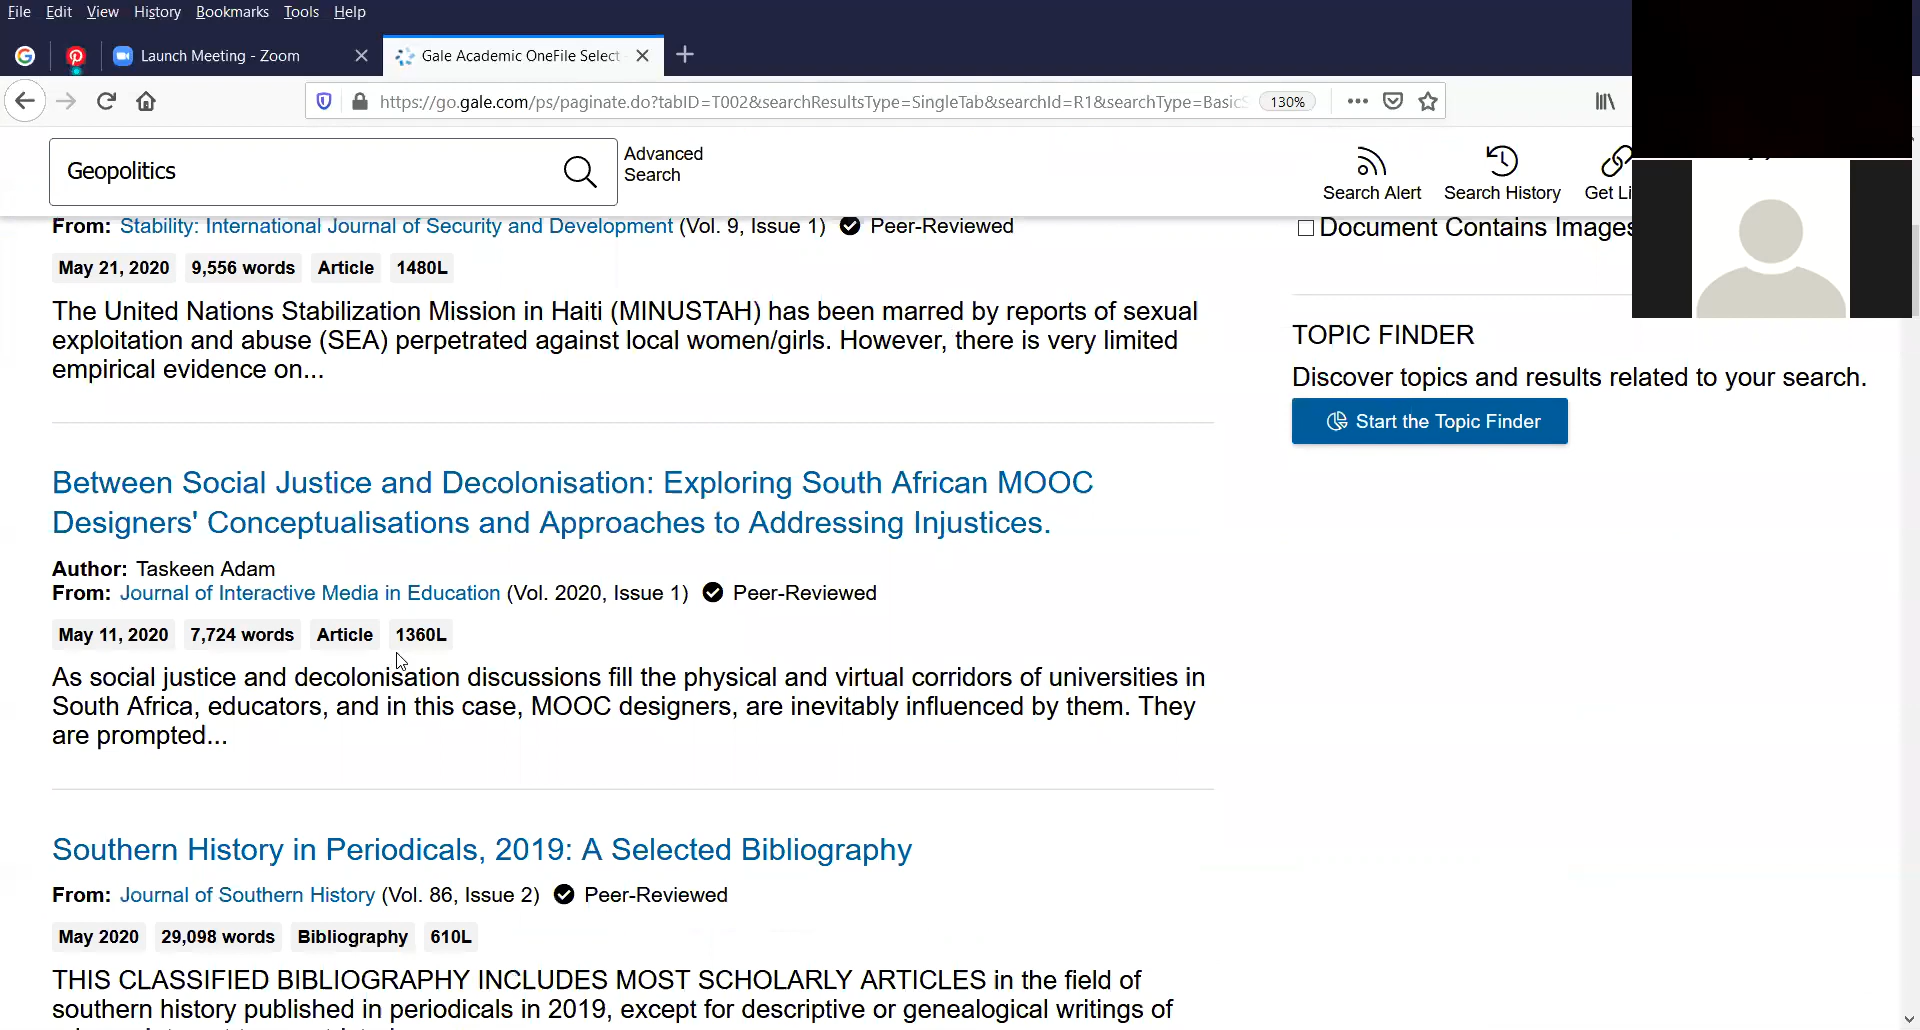 File Edit View History Bookmarks Tools Help
Launch Meeting - Zoom
Gale Academic OneFile Select
https://go.gale.com/ps/paginate.do?tabID=T002&searchResultsType=SingleTab&searchId=R1&searchType=BasicS
130%
Geopolitics
Advanced
Search
Search Alert Search History Get Li
From: Stability: International Journal of Security and Development (Vol. 9, Issue 1) Peer-Reviewed
May 21, 2020 9,556 words Article 1480L
The United Nations Stabilization Mission in Haiti (MINUSTAH) has been marred by reports of sexual
exploitation and abuse (SEA) perpetrated against local women/girls. However, there is very limited
empirical evidence on...
Between Social Justice and Decolonisation: Exploring South African MOOC
Designers' Conceptualisations and Approaches to Addressing Injustices.
Author: Taskeen Adam
From: Journal of Interactive Media in Education (Vol. 2020, Issue 1) Peer-Reviewed
May 11, 2020 7,724 words Article 1360L
As social justice and decolonisation discussions fill the physical and virtual corridors of universities in
South Africa, educators, and in this case, MOOC designers, are inevitably influenced by them. They
are prompted...
Southern History in Periodicals, 2019: A Selected Bibliography
From: Journal of Southern History (Vol. 86, Issue 2) Peer-Reviewed
May 2020 29,098 words Bibliography 610L
THIS CLASSIFIED BIBLIOGRAPHY INCLUDES MOST SCHOLARLY ARTICLES in the field of
southern history published in periodicals in 2019, except for descriptive or genealogical writings of
Document Contains Images
TOPIC FINDER
Discover topics and results related to your search.
Start the Topic Finder